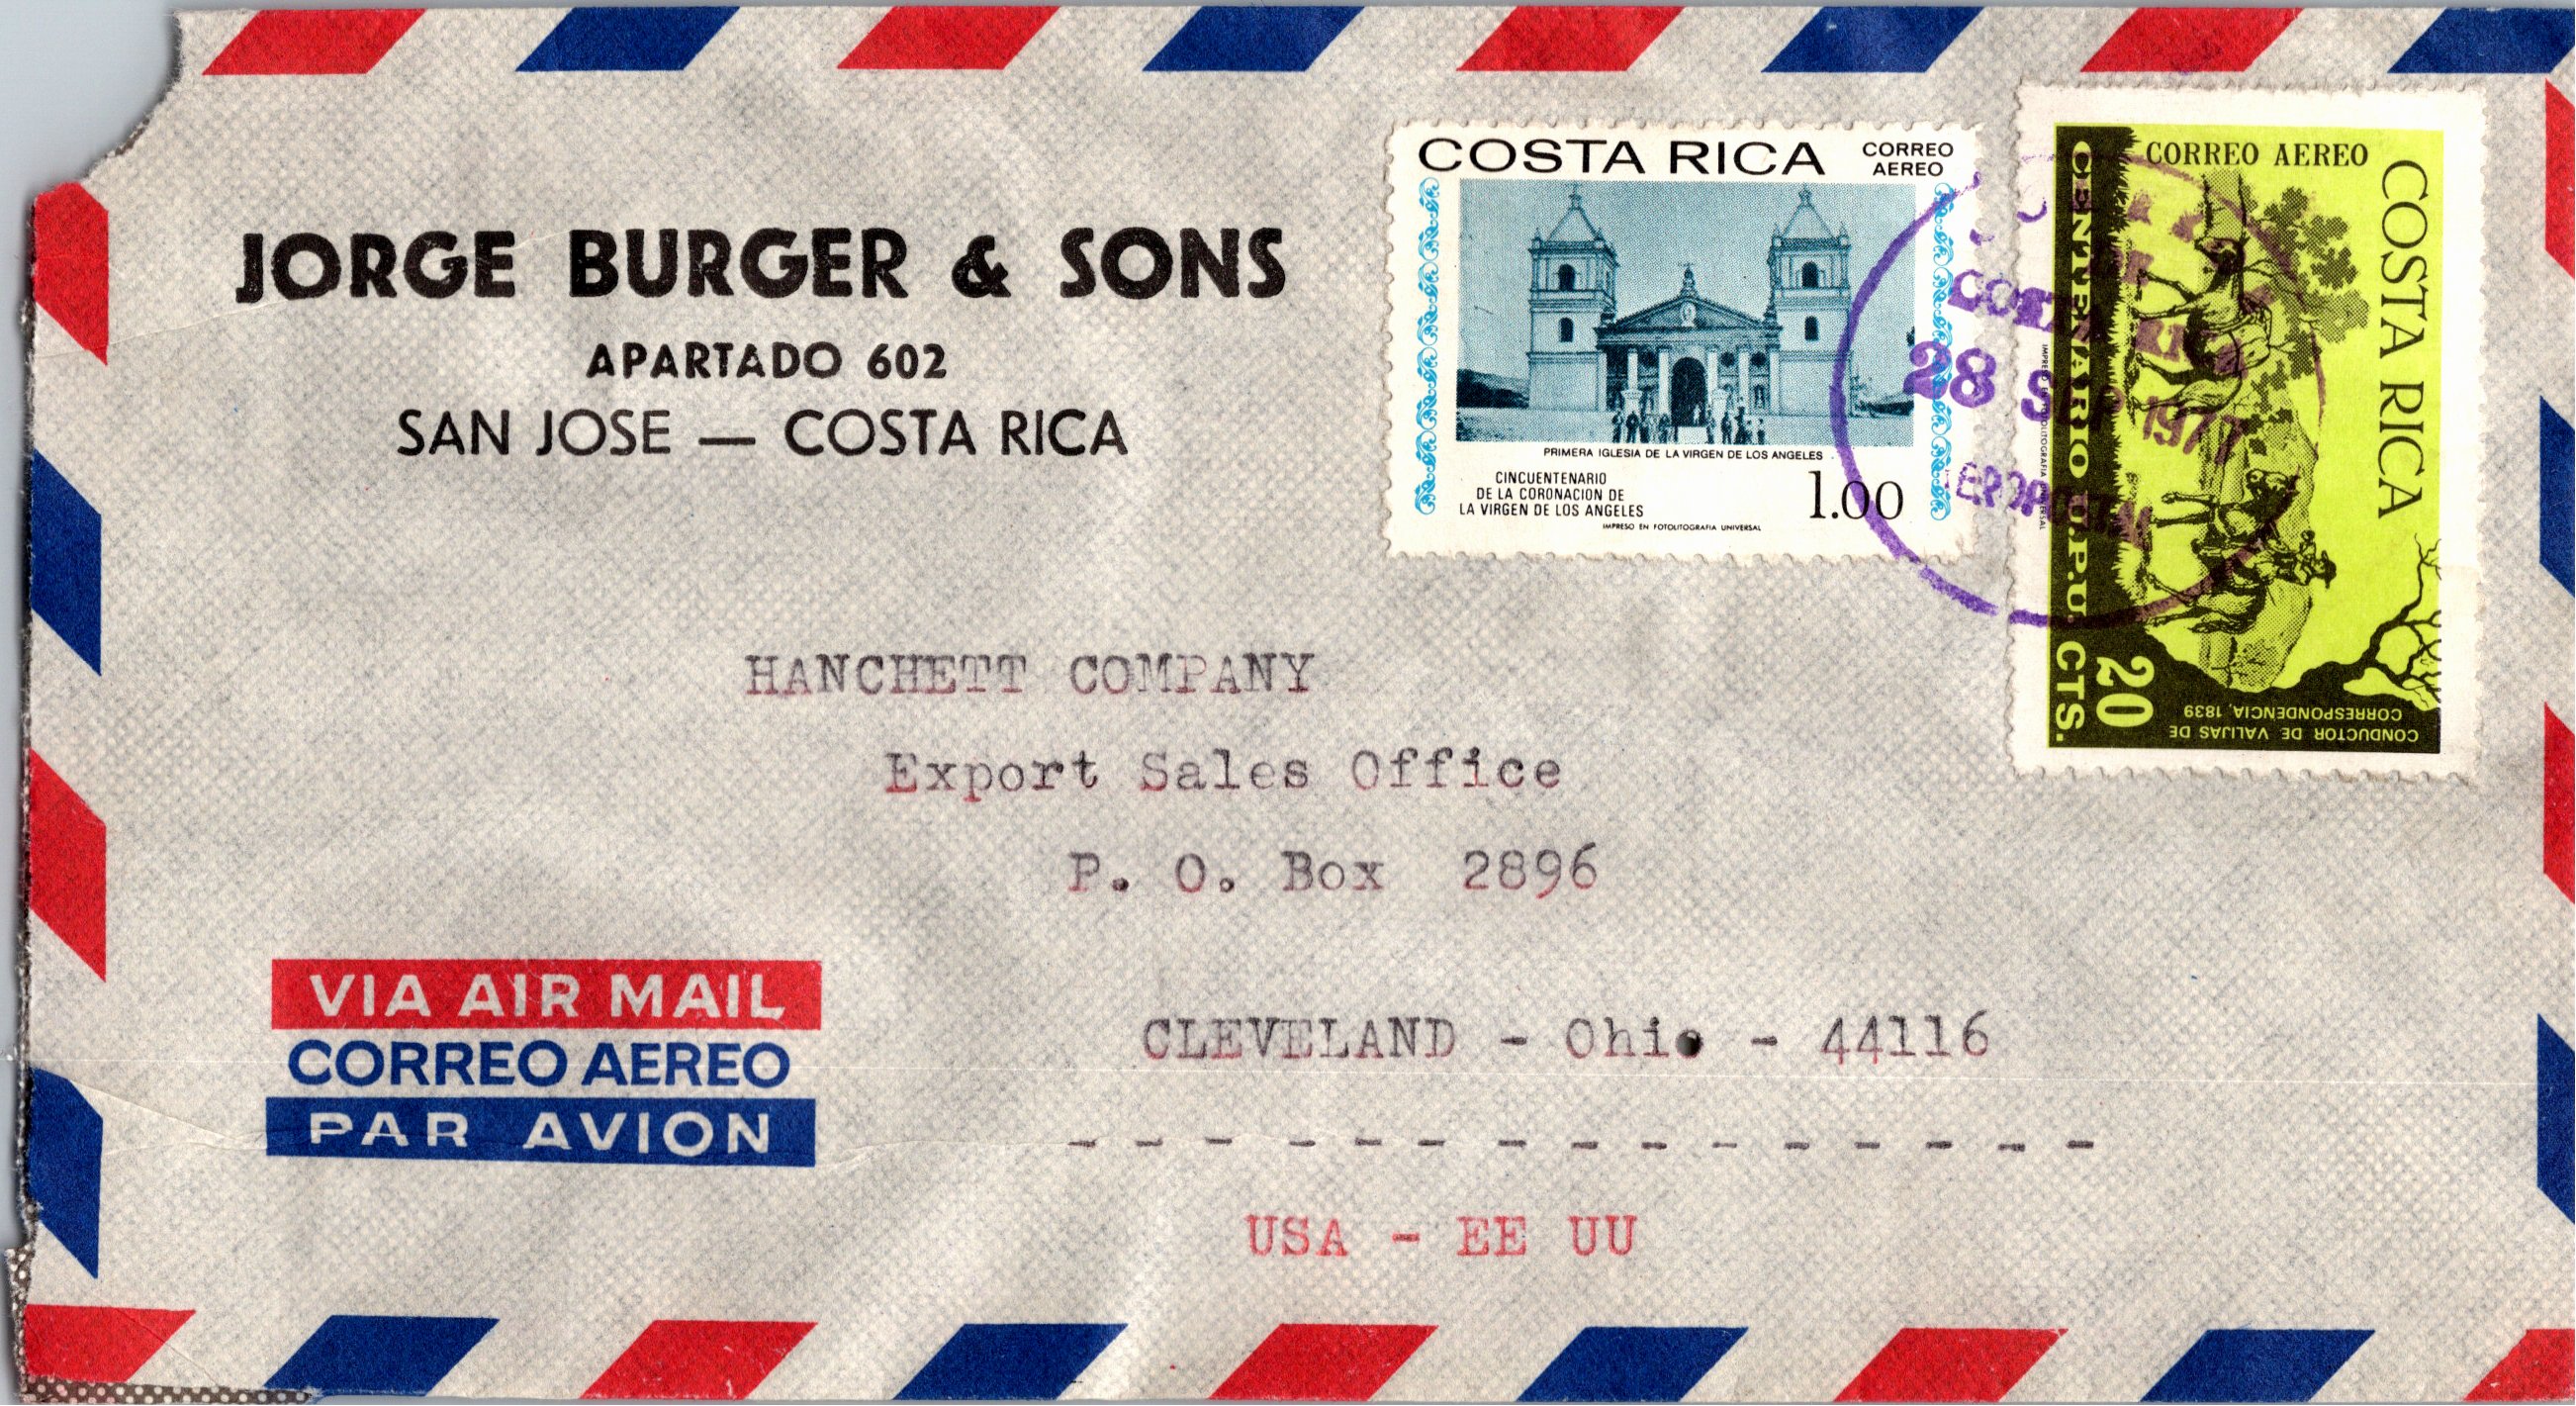 JORGE BURGER & SONS
APARTADO 602
SAN JOSE — COSTA RICA
COSTA RICA
CORREO
AEREO
PRIMERA IGLESIA DE LA VIRGEN DE LOS ANGELES
CINCUENTENARIO
DE LA CORONACION DE
LA VIRGEN DE LOS ANGELES
1.00
IMPRESO EN FOTOLITOGRAFIA UNIVERSAL
CORREO AEREO
COSTA RICA
CENTENARIO U.P.U.
20
CTS.
CONDUCTOR DE VALIJAS DE
CORRESPONDENCIA, 1839
28 SEP 1977
HANCHETT COMPANY
Export Sales Office
P. O. Box 2896
CLEVELAND - Ohio - 44116
- - - - - - - - - - - - - - -
USA - EE UU
VIA AIR MAIL
CORREO AEREO
PAR AVION